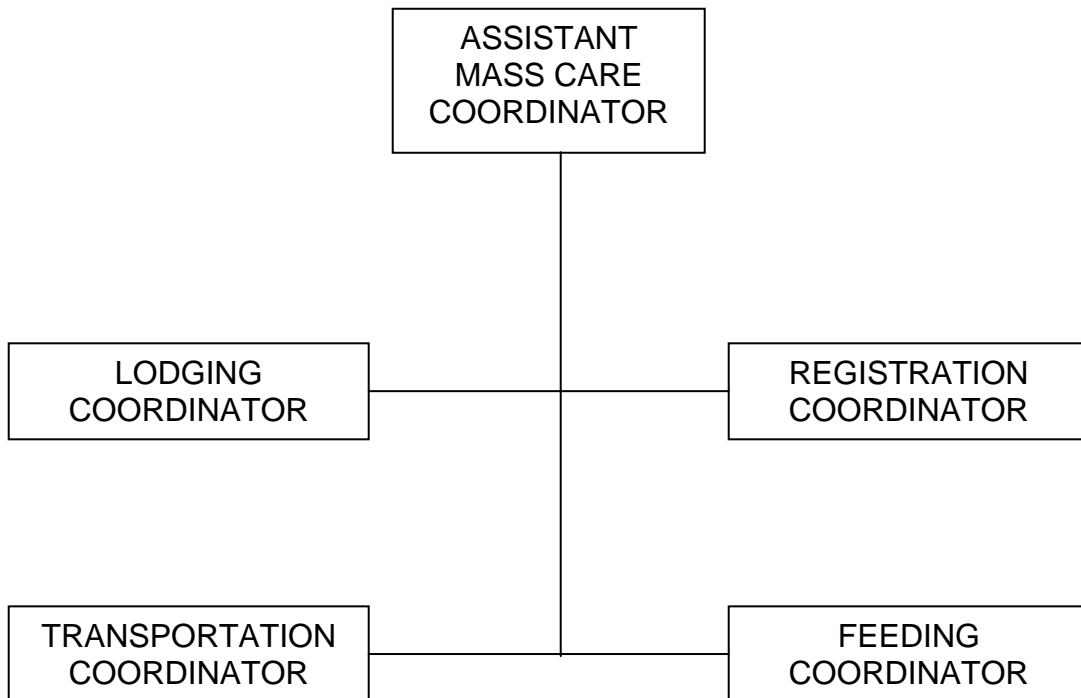 ASSISTANT
MASS CARE
COORDINATOR
LODGING
COORDINATOR
REGISTRATION
COORDINATOR
TRANSPORTATION
COORDINATOR
FEEDING
COORDINATOR